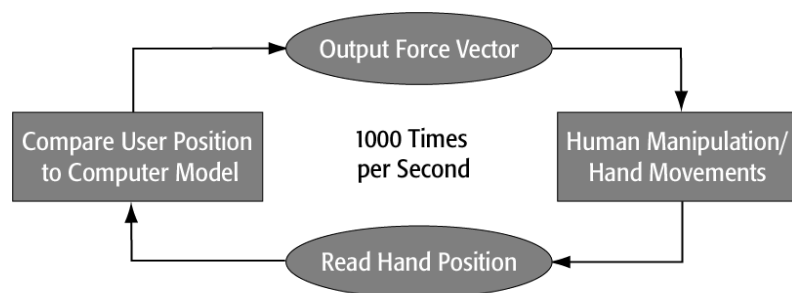 Output Force Vector
Compare User Position
to Computer Model
1000 Times
per Second
Human Manipulation/
Hand Movements
Read Hand Position